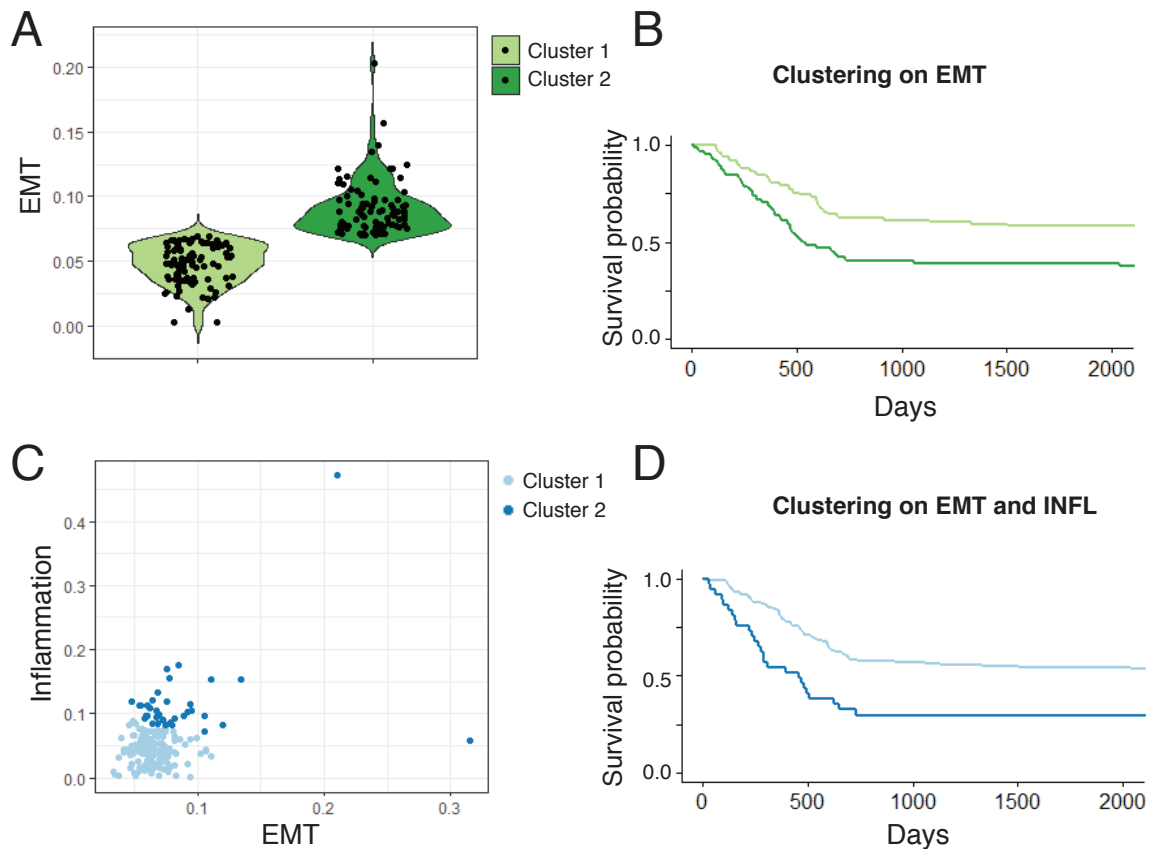 A
EMT
0.20
0.15
0.10
0.05
0.00
Cluster 1
Cluster 2
B
Clustering on EMT
Survival probability
1.0
0.5
0.0
0
500
1000
1500
2000
Days
C
Inflammation
0.4
0.3
0.2
0.1
0.0
0.1
0.2
0.3
EMT
Cluster 1
Cluster 2
D
Clustering on EMT and INFL
Survival probability
1.0
0.5
0.0
0
500
1000
1500
2000
Days